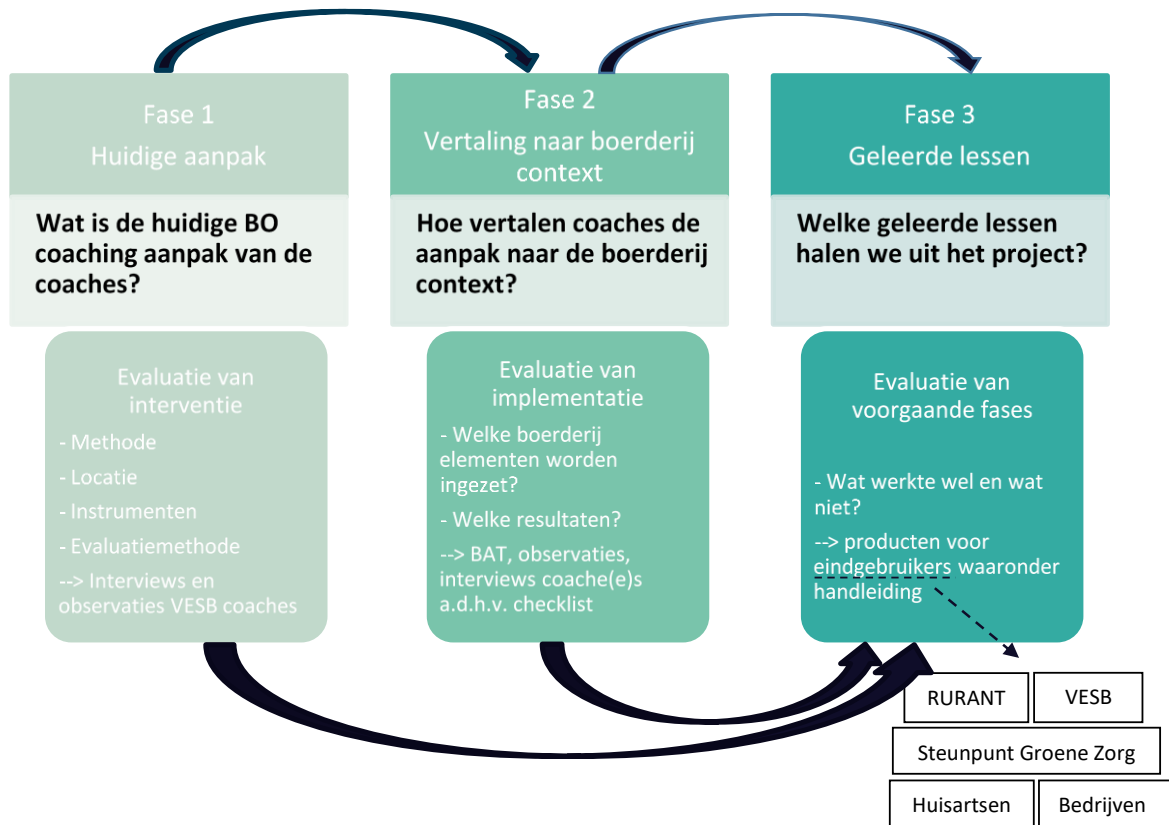 Fase 1
Huidige aanpak
Wat is de huidige BO
coaching aanpak van de
coaches?
Evaluatie van
interventie
- Methode
- Locatie
- Instrumenten
- Evaluatiemethode
--> Interviews en
observaties VESB coaches
Fase 2
Vertaling naar boerderij
context
Hoe vertalen coaches de
aanpak naar de boerderij
context?
Evaluatie van
implementatie
- Welke boerderij
elementen worden
ingezet?
- Welke resultaten?
--> BAT, observaties,
interviews coache(e)s
a.d.h.v. checklist
Fase 3
Geleerde lessen
Welke geleerde lessen
halen we uit het project?
Evaluatie van
voorgaande fases
- Wat werkte wel en wat
niet?
--> producten voor
eindgebruikers waaronder
handleiding
RURANT
VESB
Steunpunt Groene Zorg
Huisartsen
Bedrijven